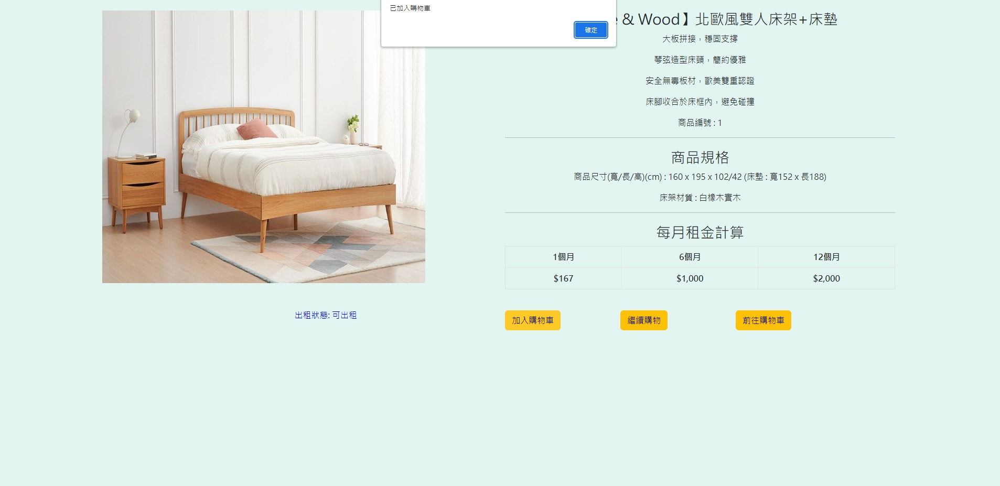 已加入購物車
確定
& Wood】北歐風雙人床架+床墊
大板拼接，穩固支撐
琴弦造型床頭，簡約優雅
安全無毒板材，歐美雙重認證
床腳收合於床框內，避免碰撞
商品編號 : 1
商品規格
商品尺寸(寬/長/高)(cm) : 160 x 195 x 102/42 (床墊 : 寬152 x 長188)
床架材質 : 白橡木實木
每月租金計算
1個月 6個月 12個月
$167 $1,000 $2,000
出租狀態: 可出租
加入購物車 繼續購物 前往購物車